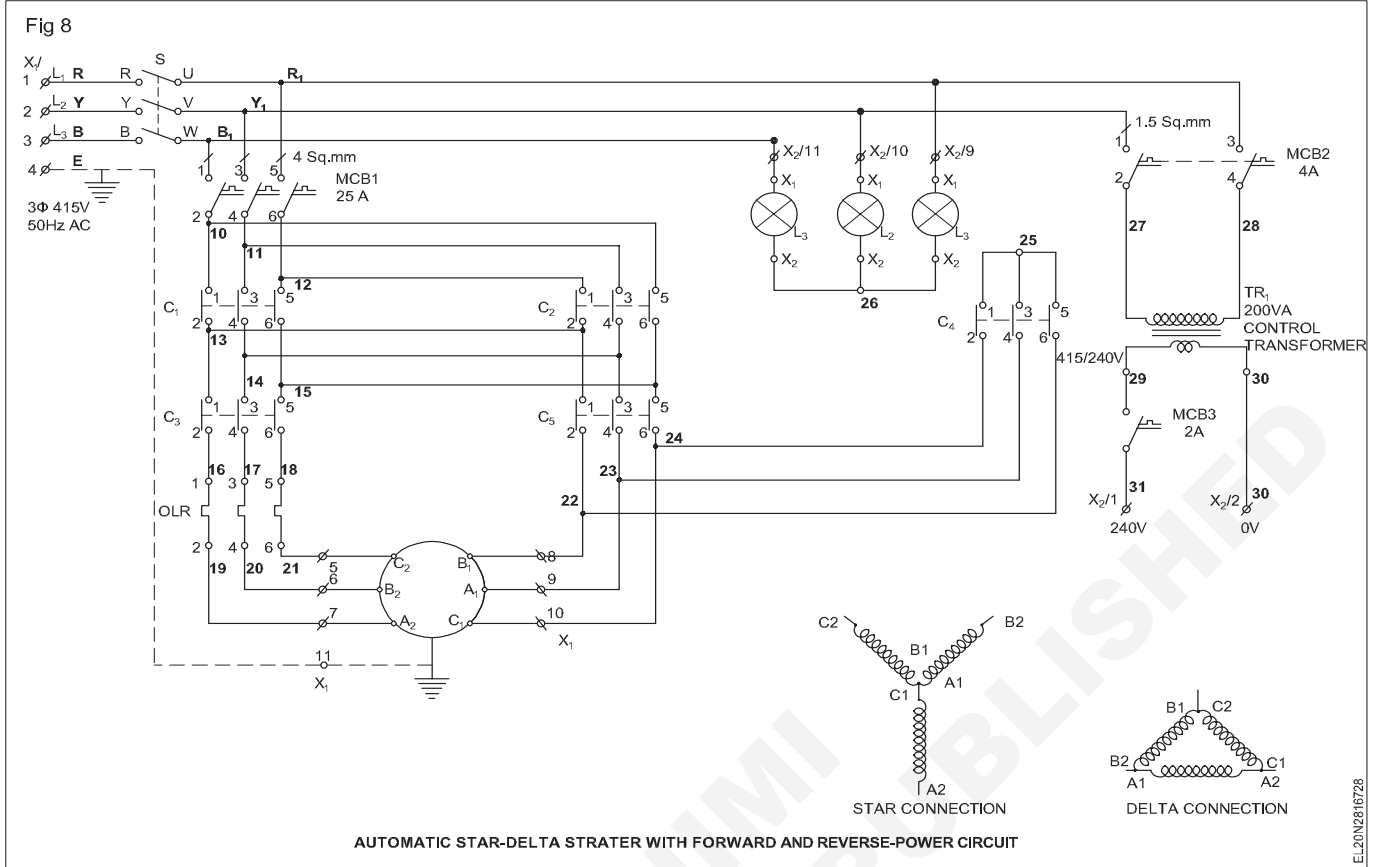 Fig 8
X₁/
1 L₁ R R S U R₁
2 L₂ Y Y V Y₁
3 L₃ B B W B₁
4 E
3Φ 415V
50Hz AC
1 3 5 4 Sq.mm
MCB1
25 A
2 4 6
10
11
12
X₂/11 X₂/10 X₂/9
X₁ X₁ X₁
L₃ L₂ L₃
X₂ X₂ X₂
26
1 1.5 Sq.mm 3
MCB2
4A
2 4
27 28
TR₁
200VA
CONTROL
TRANSFORMER
415/240V
29 30
MCB3
2A
31 30
X₂/1 X₂/2
240V 0V
C₁ 1 3 5
2 4 6
13
14
15
C₂ 1 3 5
2 4 6
25
C₄ 1 3 5
2 4 6
C₃ 1 3 5
2 4 6
C₅ 1 3 5
2 4 6
24
23
22
16 17 18
1 3 5
OLR
2 4 6
19 20 21
5 C₂ B₁ 8
6 B₂ A₁ 9
7 A₂ C₁ 10
X₁
11
X₁
C2 B2
B1
C1 A1
A2
STAR CONNECTION
B1 C2
B2 C1
A1 A2
DELTA CONNECTION
AUTOMATIC STAR-DELTA STRATER WITH FORWARD AND REVERSE-POWER CIRCUIT
EL20N2816728